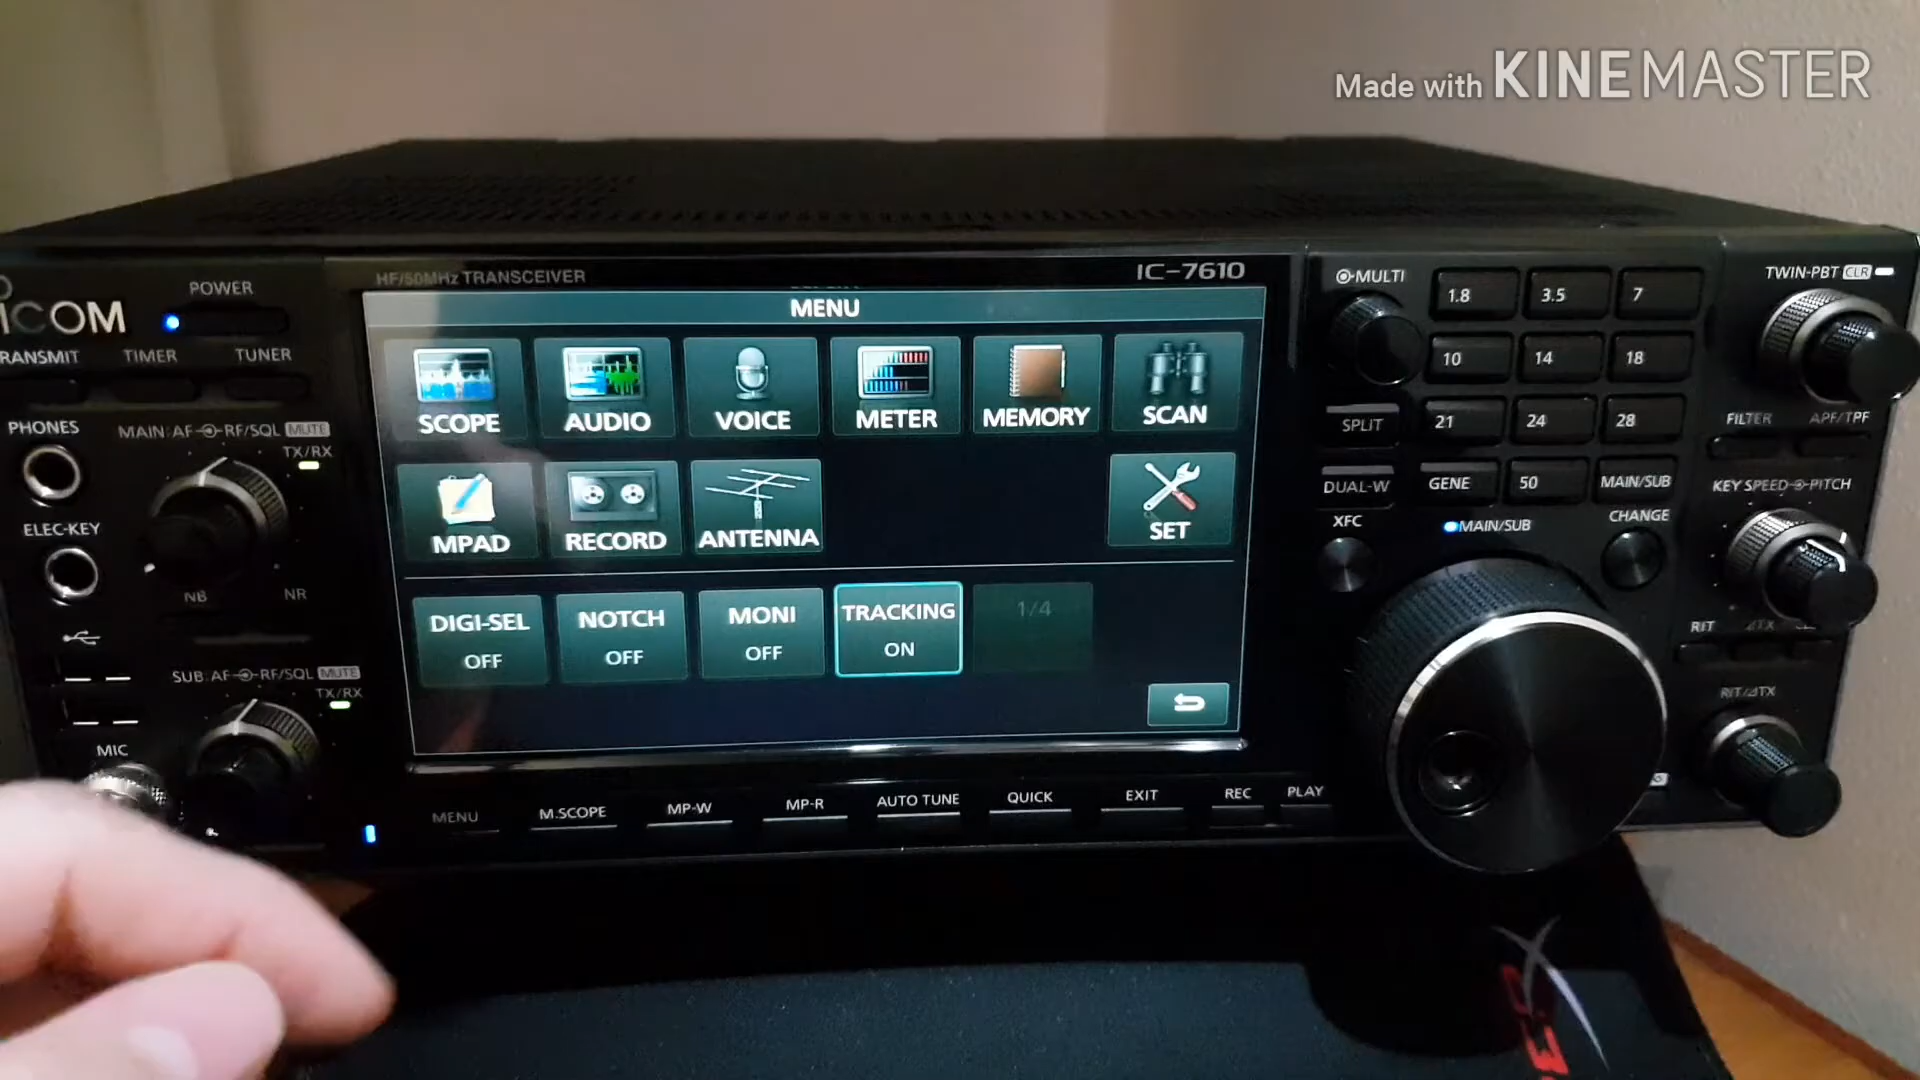 Made with KINEMASTER
HF/50MHz TRANSCEIVER
IC-7610
ICOM
POWER
TRANSMIT TIMER TUNER
PHONES
MAIN: AF RF/SQL MUTE
TX/RX
ELEC-KEY
NB NR
SUB: AF RF/SQL MUTE
TX/RX
MIC
MENU
SCOPE AUDIO VOICE METER MEMORY SCAN
MPAD RECORD ANTENNA SET
DIGI-SEL NOTCH MONI TRACKING 1/4
OFF OFF OFF ON
MENU M.SCOPE MP-W MP-R AUTO TUNE QUICK EXIT REC PLAY
MULTI
1.8 3.5 7
10 14 18
21 24 28
GENE 50 MAIN/SUB
SPLIT
DUAL-W
XFC
MAIN/SUB
CHANGE
TWIN-PBT CLR
FILTER APF/TPF
KEY SPEED PITCH
RIT ⊿TX
RIT/⊿TX